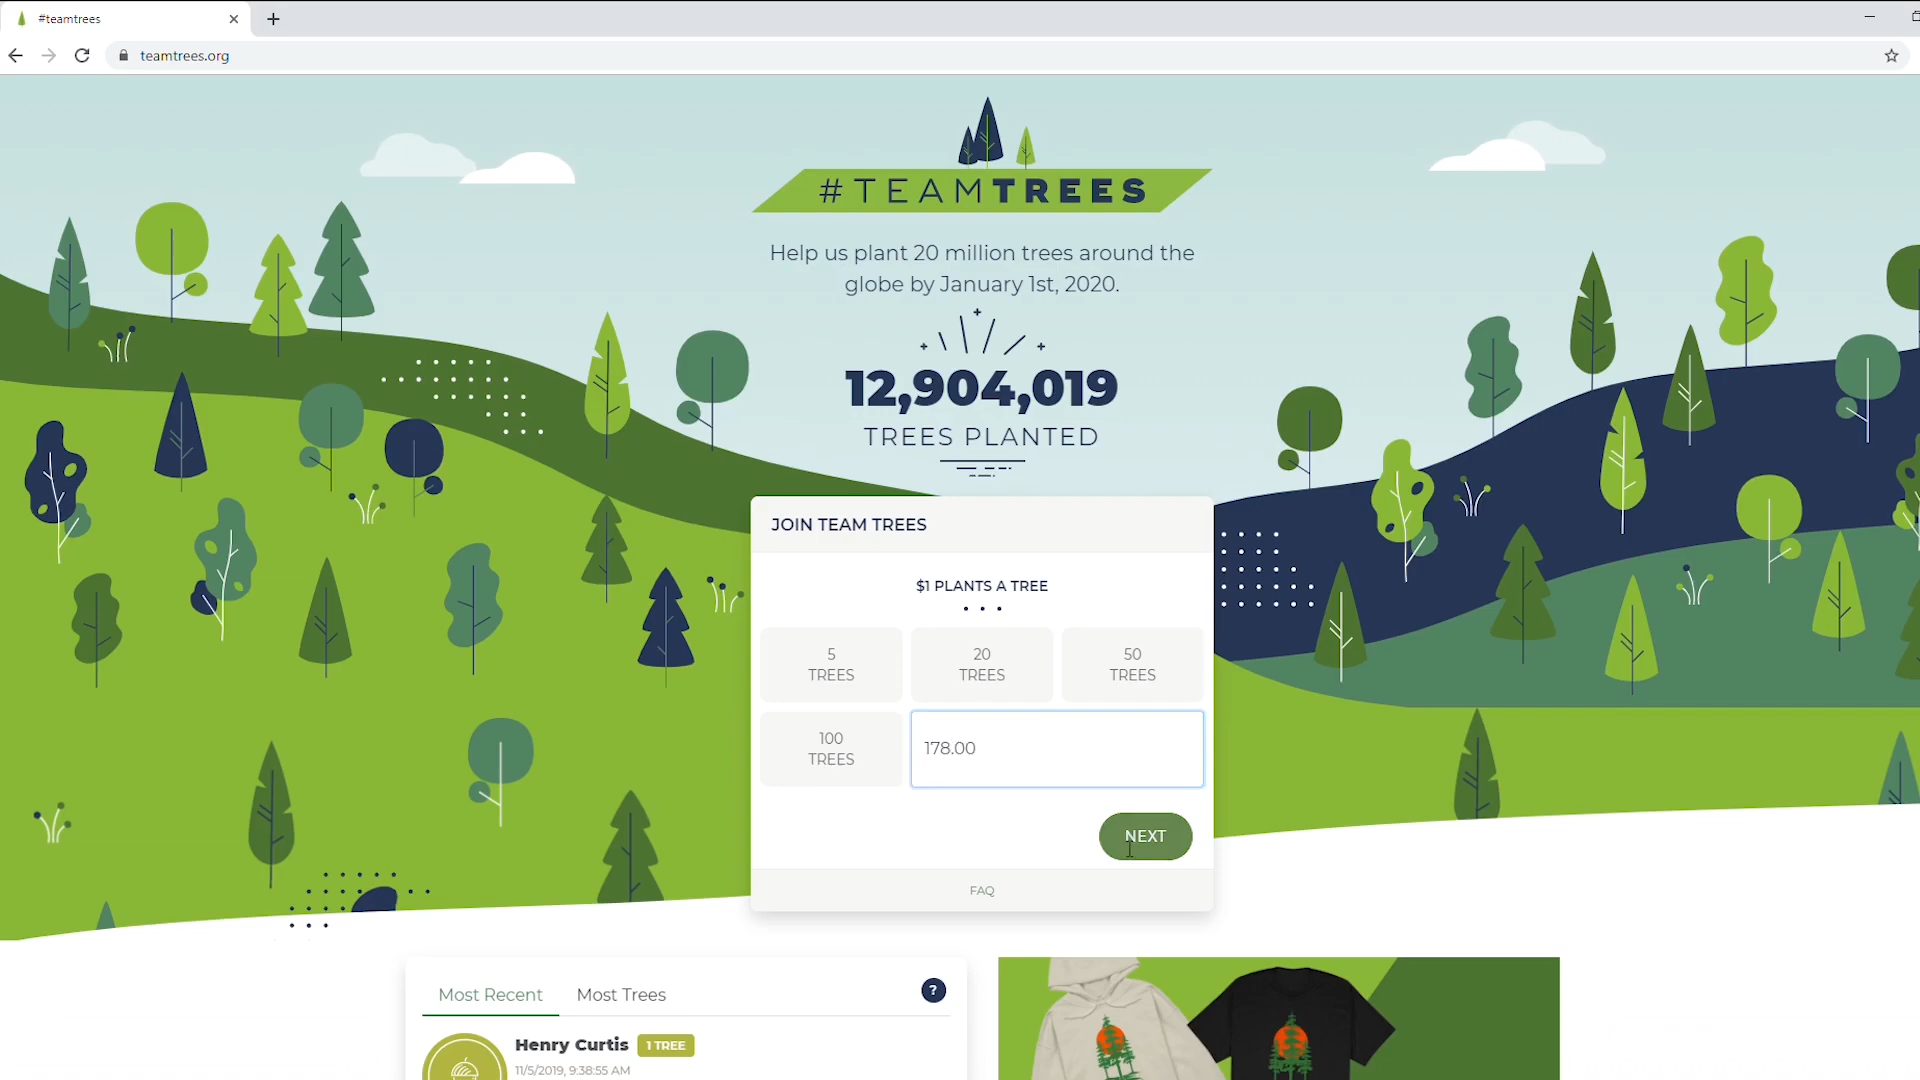 #teamtrees
teamtrees.org
#TEAMTREES
Help us plant 20 million trees around the
globe by January 1st, 2020.
12,904,019
TREES PLANTED
JOIN TEAM TREES
$1 PLANTS A TREE
5
TREES
20
TREES
50
TREES
100
TREES
178.00
NEXT
FAQ
Most Recent
Most Trees
?
Henry Curtis
1 TREE
11/5/2019, 9:38:55 AM